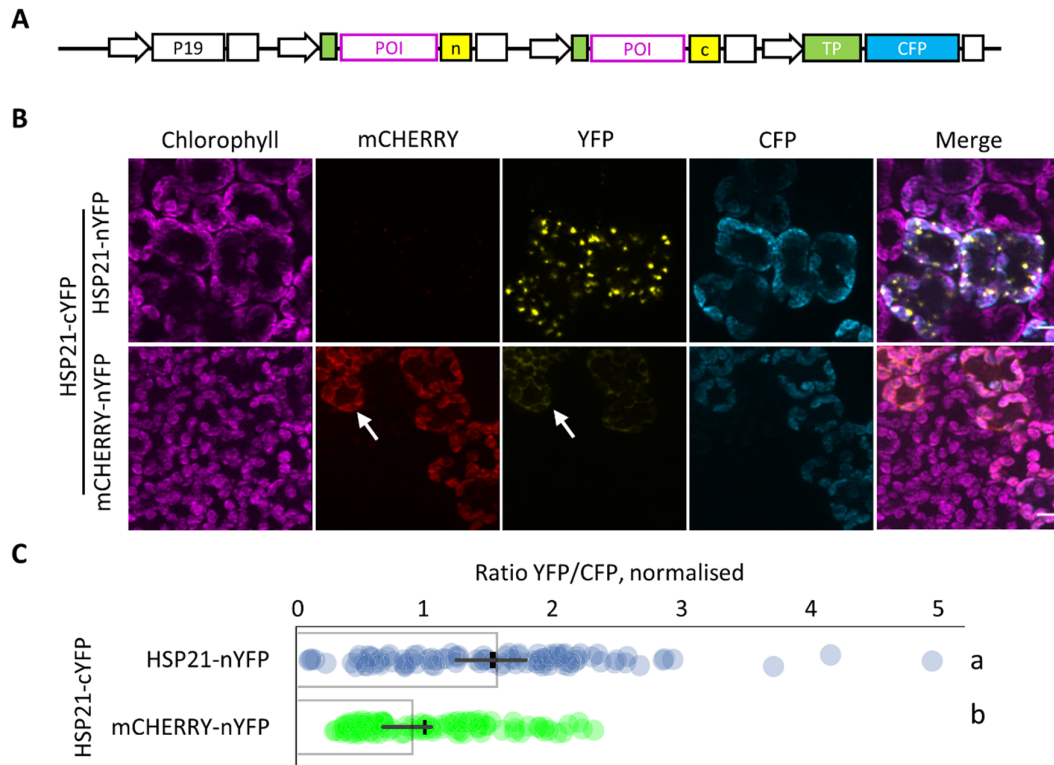 A
P19 POI n POI c TP CFP
B
Chlorophyll mCHERRY YFP CFP Merge
HSP21-cYFP
HSP21-nYFP
mCHERRY-nYFP
C
Ratio YFP/CFP, normalised
0 1 2 3 4 5
HSP21-cYFP
HSP21-nYFP a
mCHERRY-nYFP b